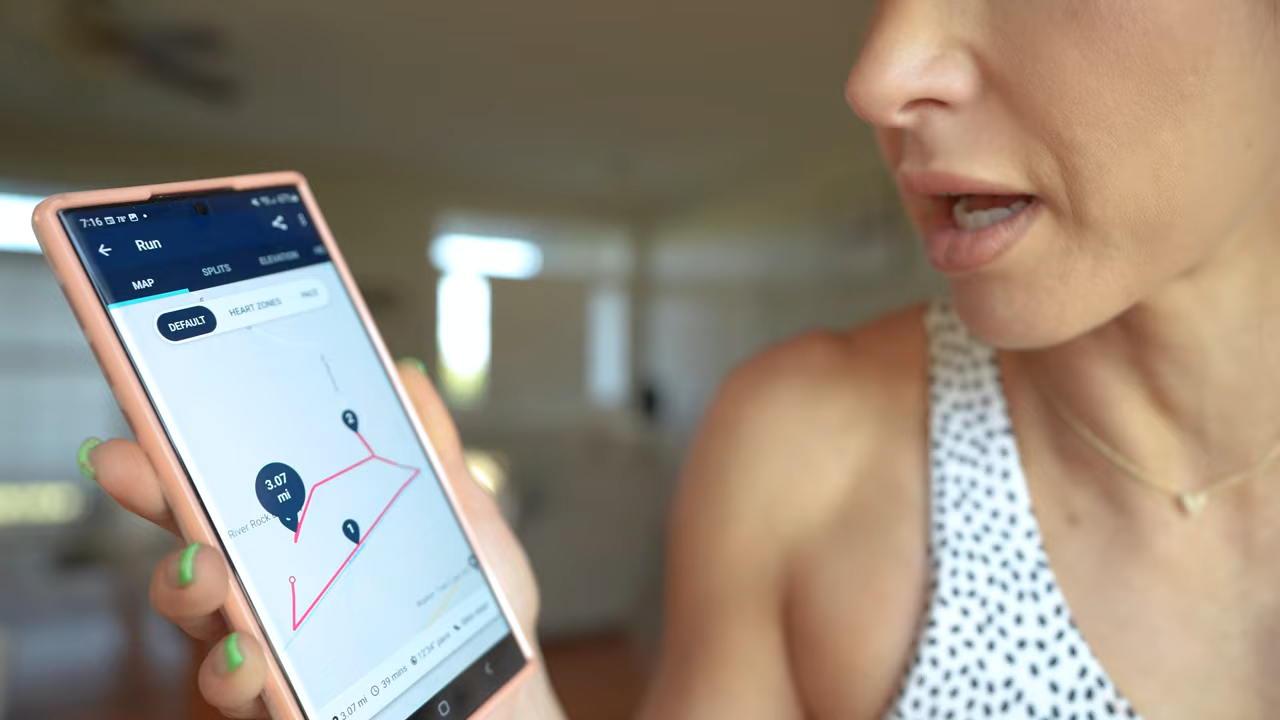 7:16 78°
Run
MAP SPLITS ELEVATION
DEFAULT HEART ZONES PACE
2
3.07
mi
River Rock
1
3.07 mi 39 mins 12'34" pace